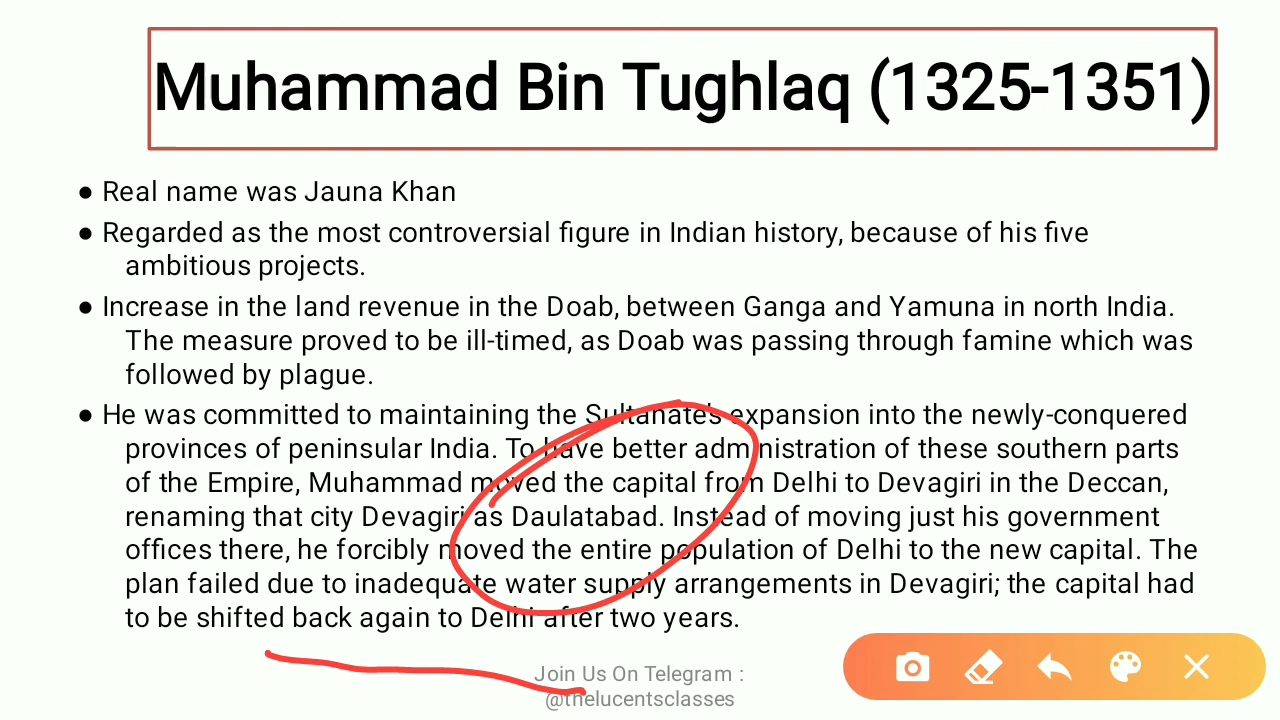 Muhammad Bin Tughlaq (1325-1351)
● Real name was Jauna Khan
● Regarded as the most controversial figure in Indian history, because of his five
ambitious projects.
● Increase in the land revenue in the Doab, between Ganga and Yamuna in north India.
The measure proved to be ill-timed, as Doab was passing through famine which was
followed by plague.
● He was committed to maintaining the Sultanate's expansion into the newly-conquered
provinces of peninsular India. To have better administration of these southern parts
of the Empire, Muhammad moved the capital from Delhi to Devagiri in the Deccan,
renaming that city Devagiri as Daulatabad. Instead of moving just his government
offices there, he forcibly moved the entire population of Delhi to the new capital. The
plan failed due to inadequate water supply arrangements in Devagiri; the capital had
to be shifted back again to Delhi after two years.
Join Us On Telegram :
@thelucentsclasses